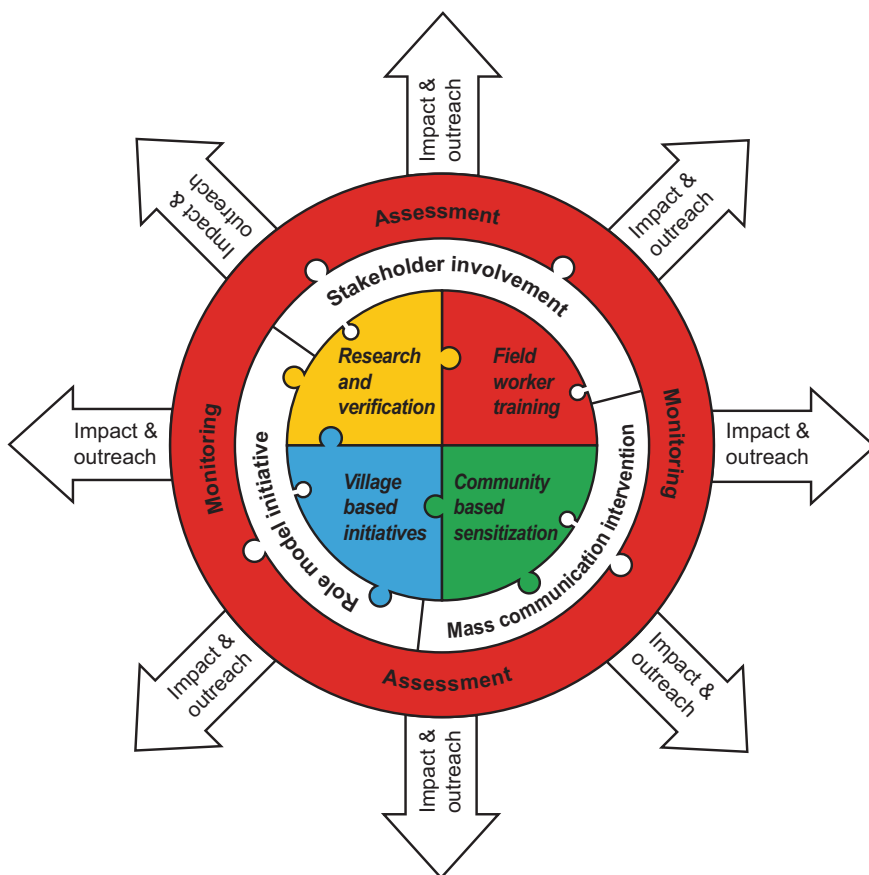 Impact &
outreach
Impact &
outreach
Impact &
outreach
Assessment
Stakeholder involvement
Research
and
verification
Field
worker
training
Impact &
outreach
Monitoring
Role model initiative
Mass communication intervention
Monitoring
Impact &
outreach
Village
based
initiatives
Community
based
sensitization
Assessment
Impact &
outreach
Impact &
outreach
Impact &
outreach